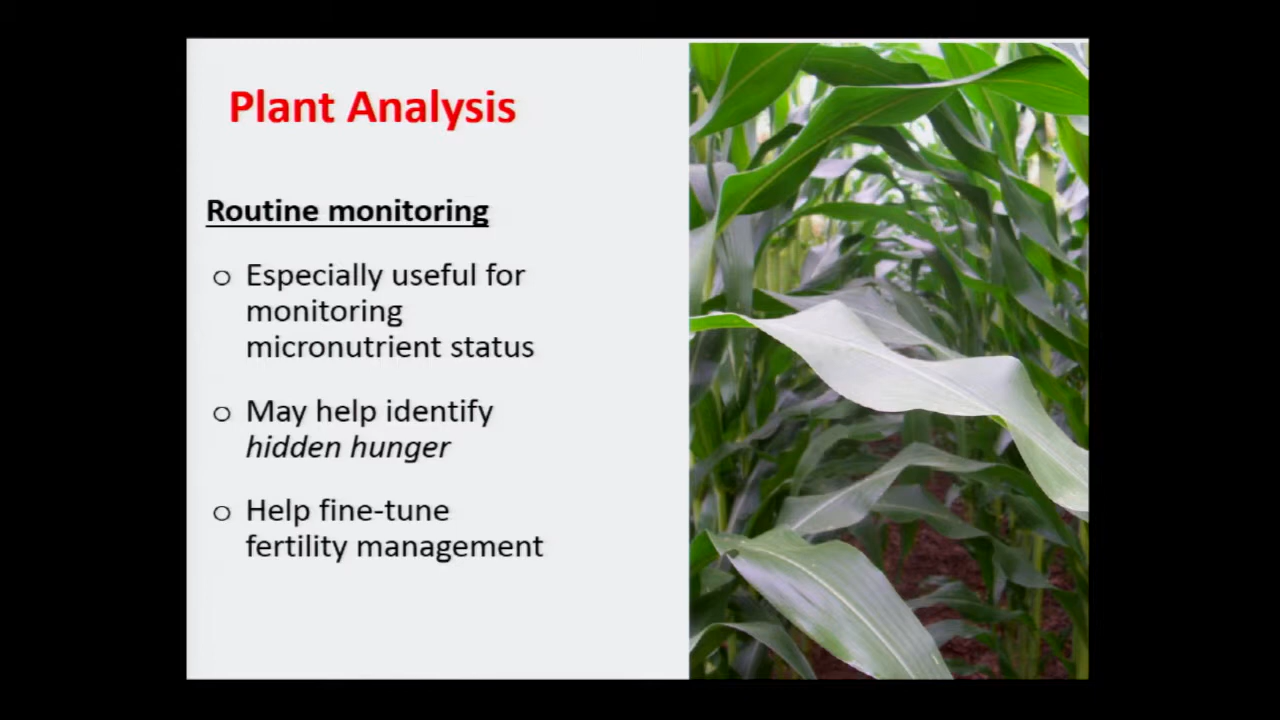 Plant Analysis
Routine monitoring
o Especially useful for
monitoring
micronutrient status
o May help identify
hidden hunger
o Help fine-tune
fertility management